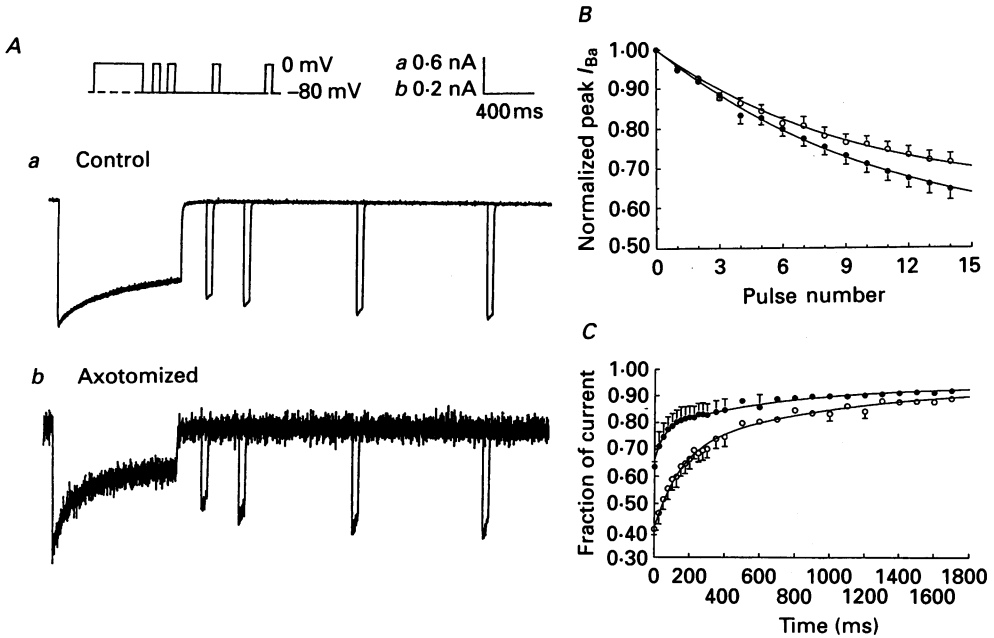 A
0 mV
−80 mV
a 0·6 nA
b 0·2 nA
400 ms
a Control
b Axotomized
B
Normalized peak I_Ba
1·00
0·90
0·80
0·70
0·60
0·50
0 3 6 9 12 15
Pulse number
C
Fraction of current
1·00
0·90
0·80
0·70
0·60
0·50
0·40
0·30
0 200 600 1000 1400 1800
400 800 1200 1600
Time (ms)